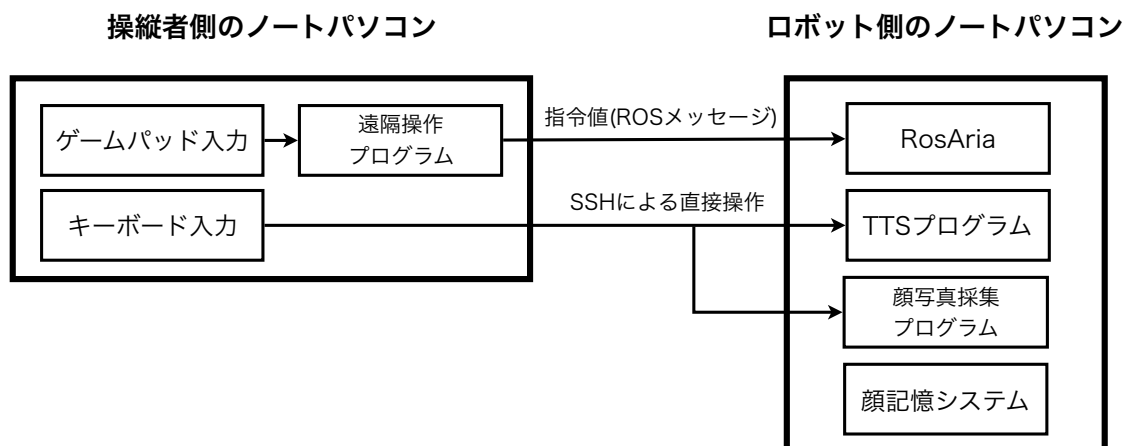 操縦者側のノートパソコン
ロボット側のノートパソコン
ゲームパッド入力
遠隔操作
プログラム
指令値(ROSメッセージ)
RosAria
キーボード入力
SSHによる直接操作
TTSプログラム
顔写真採集
プログラム
顔記憶システム